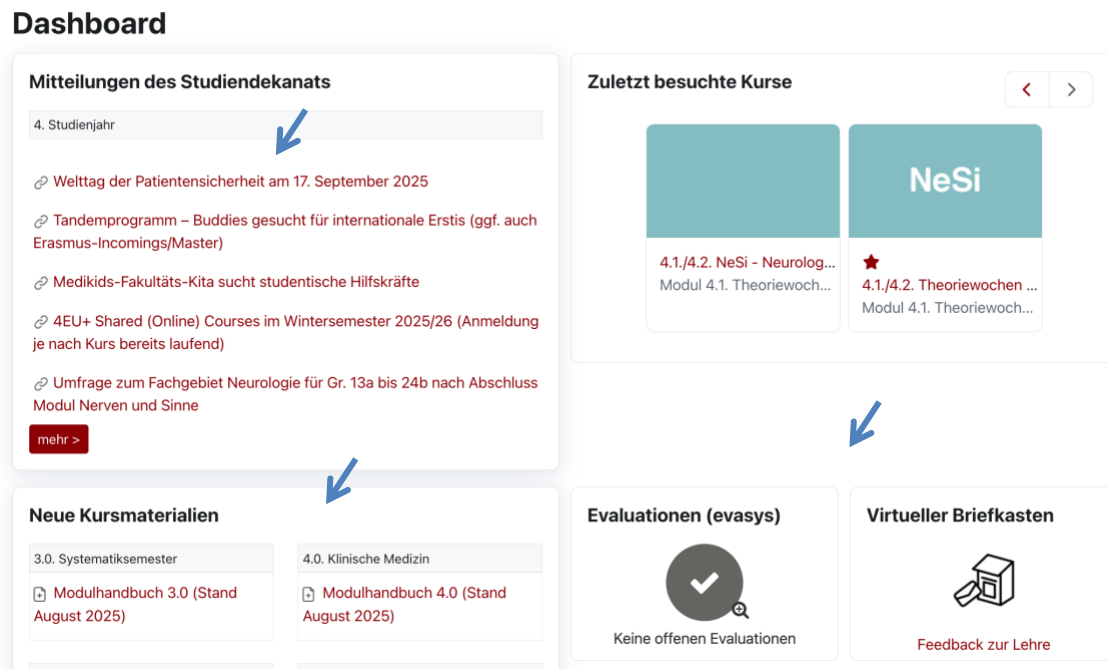 Dashboard
Mitteilungen des Studiendekanats
4. Studienjahr
Welttag der Patientensicherheit am 17. September 2025
Tandemprogramm – Buddies gesucht für internationale Erstis (ggf. auch
Erasmus-Incomings/Master)
Medikids-Fakultäts-Kita sucht studentische Hilfskräfte
4EU+ Shared (Online) Courses im Wintersemester 2025/26 (Anmeldung
je nach Kurs bereits laufend)
Umfrage zum Fachgebiet Neurologie für Gr. 13a bis 24b nach Abschluss
Modul Nerven und Sinne
mehr >
Zuletzt besuchte Kurse
4.1./4.2. NeSi - Neurolog...
Modul 4.1. Theoriewoch...
NeSi
4.1./4.2. Theoriewochen ...
Modul 4.1. Theoriewoch...
Neue Kursmaterialien
3.0. Systematiksemester
Modulhandbuch 3.0 (Stand
August 2025)
4.0. Klinische Medizin
Modulhandbuch 4.0 (Stand
August 2025)
Evaluationen (evasys)
Keine offenen Evaluationen
Virtueller Briefkasten
Feedback zur Lehre